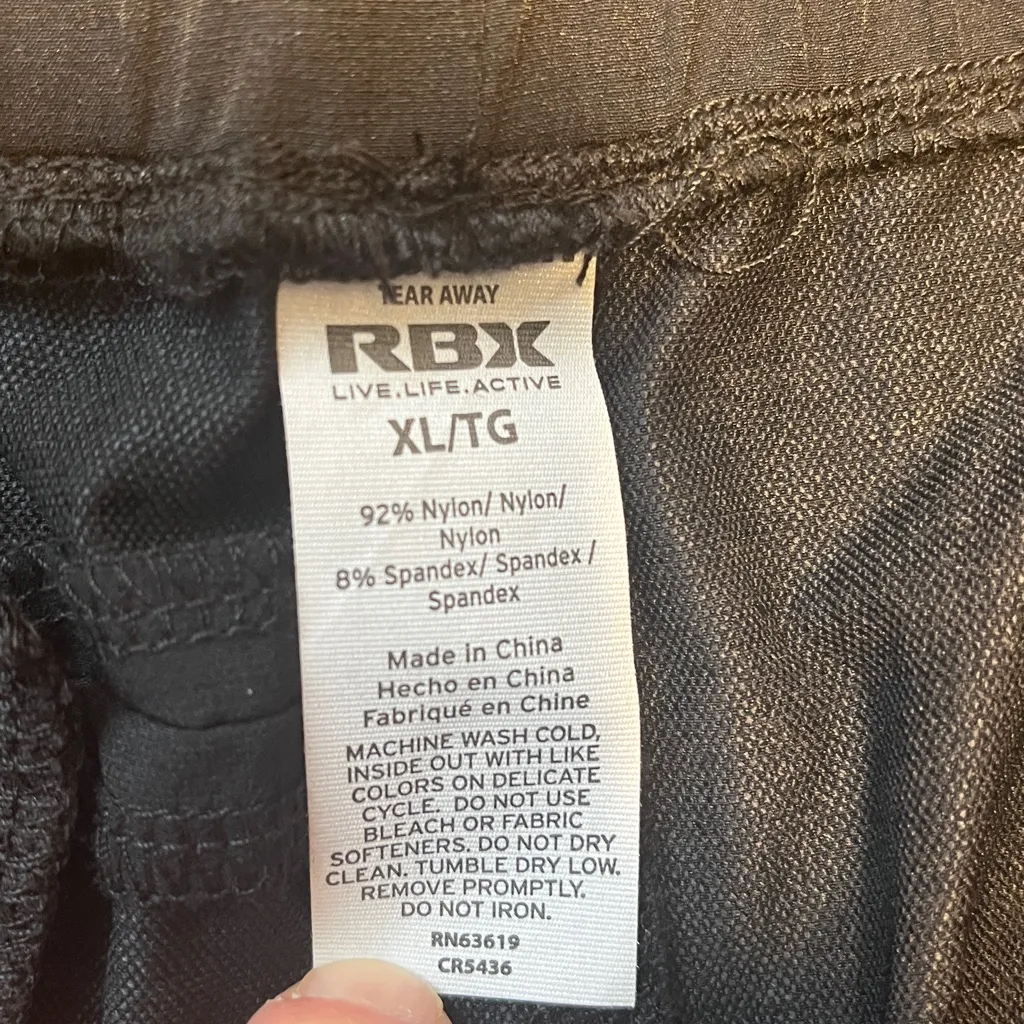 TEAR AWAY
RBX
LIVE.LIFE.ACTIVE
XL/TG
92% Nylon/ Nylon/
Nylon
8% Spandex/ Spandex /
Spandex
Made in China
Hecho en China
Fabriqué en Chine
MACHINE WASH COLD,
INSIDE OUT WITH LIKE
COLORS ON DELICATE
CYCLE. DO NOT USE
BLEACH OR FABRIC
SOFTENERS. DO NOT DRY
CLEAN. TUMBLE DRY LOW.
REMOVE PROMPTLY.
DO NOT IRON.
RN63619
CR5436